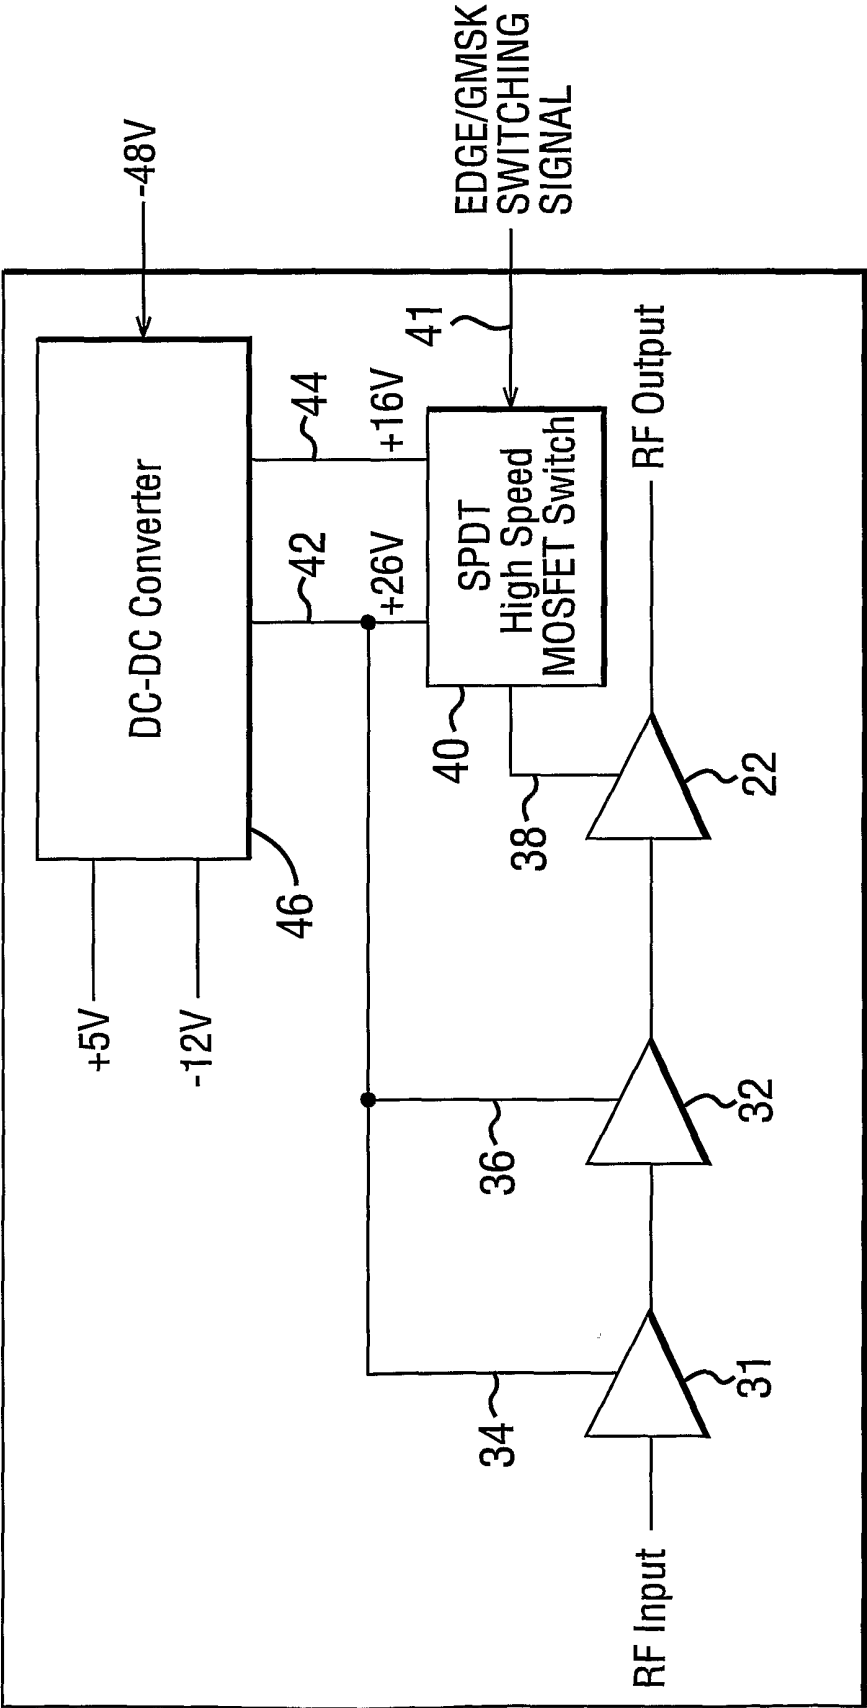 -48V
DC-DC Converter
+5V
-12V
46
42
44
+26V
+16V
41
EDGE/GMSK
SWITCHING
SIGNAL
SPDT
High Speed
MOSFET Switch
40
38
36
34
RF Input
31
32
22
RF Output